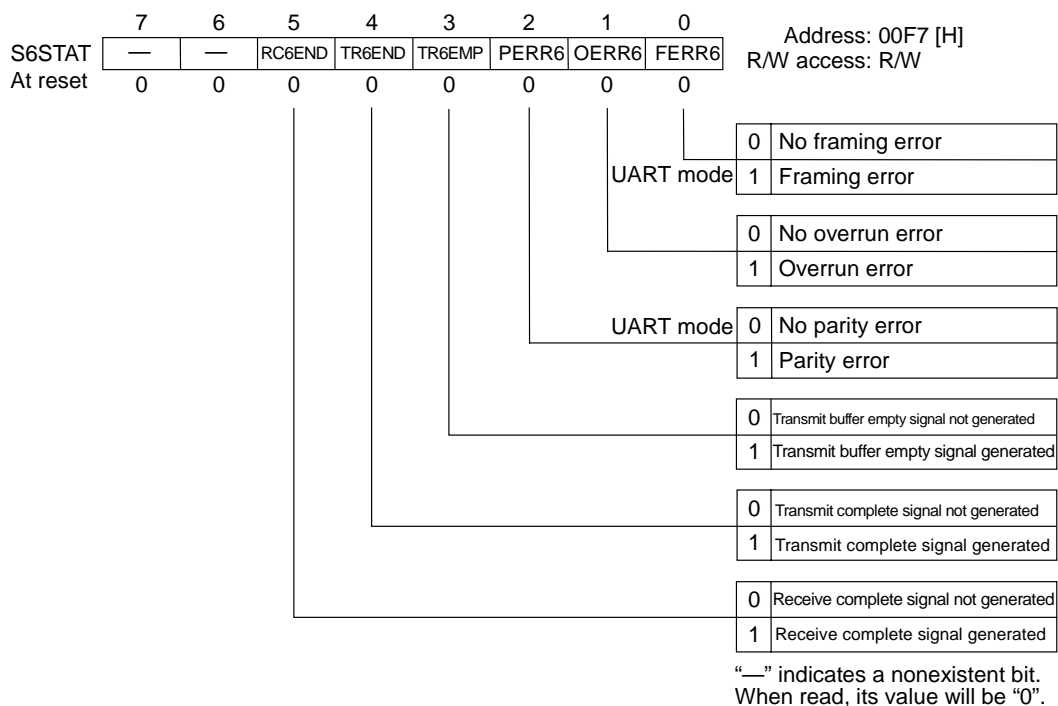 7 6 5 4 3 2 1 0
S6STAT — — RC6END TR6END TR6EMP PERR6 OERR6 FERR6
At reset 0 0 0 0 0 0 0 0
Address: 00F7 [H]
R/W access: R/W
0 No framing error
UART mode
1 Framing error
0 No overrun error
1 Overrun error
UART mode
0 No parity error
1 Parity error
0 Transmit buffer empty signal not generated
1 Transmit buffer empty signal generated
0 Transmit complete signal not generated
1 Transmit complete signal generated
0 Receive complete signal not generated
1 Receive complete signal generated
“—” indicates a nonexistent bit.
When read, its value will be “0”.